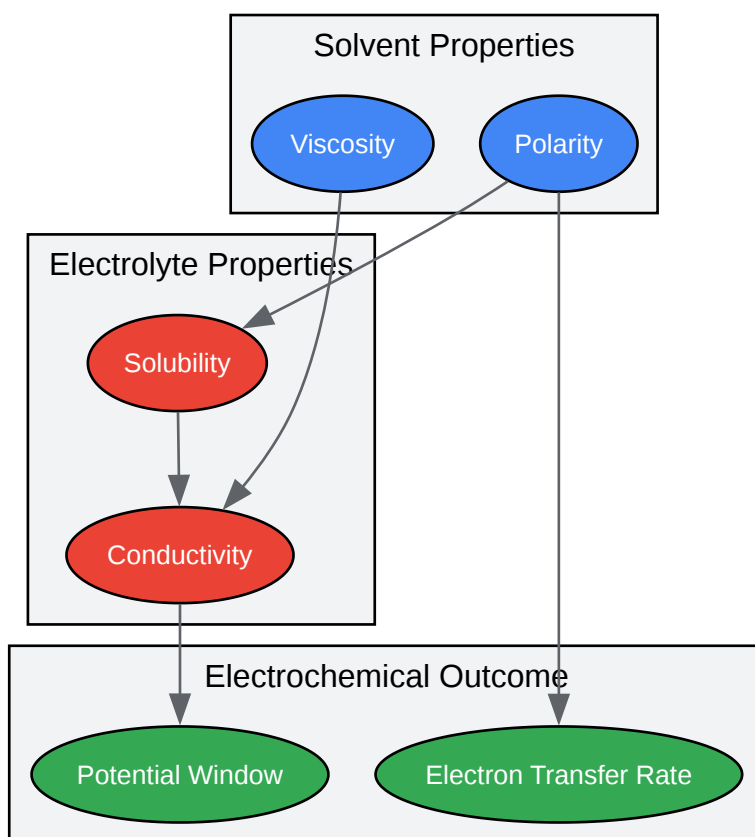 Solvent Properties
Viscosity
Polarity
Electrolyte Properties
Solubility
Conductivity
Electrochemical Outcome
Potential Window
Electron Transfer Rate